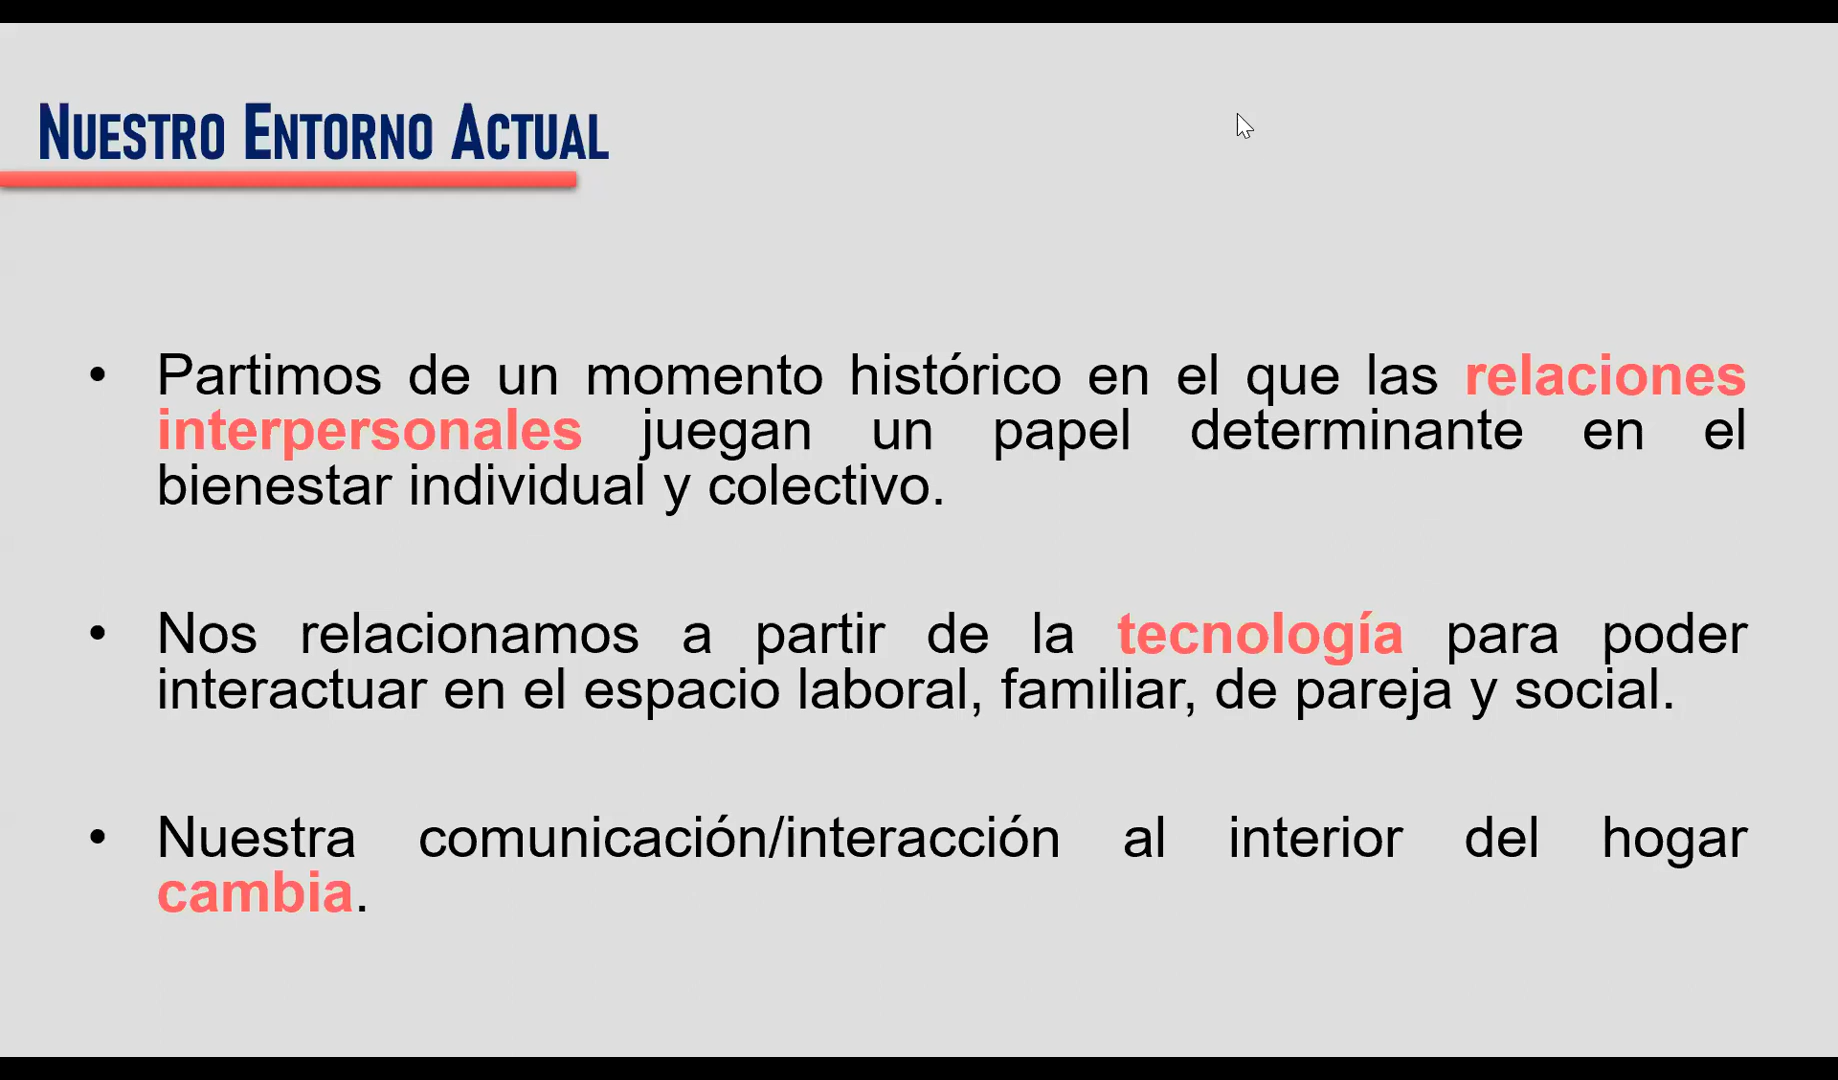 NUESTRO ENTORNO ACTUAL
• Partimos de un momento histórico en el que las relaciones
interpersonales juegan un papel determinante en el
bienestar individual y colectivo.
• Nos relacionamos a partir de la tecnología para poder
interactuar en el espacio laboral, familiar, de pareja y social.
• Nuestra comunicación/interacción al interior del hogar
cambia.